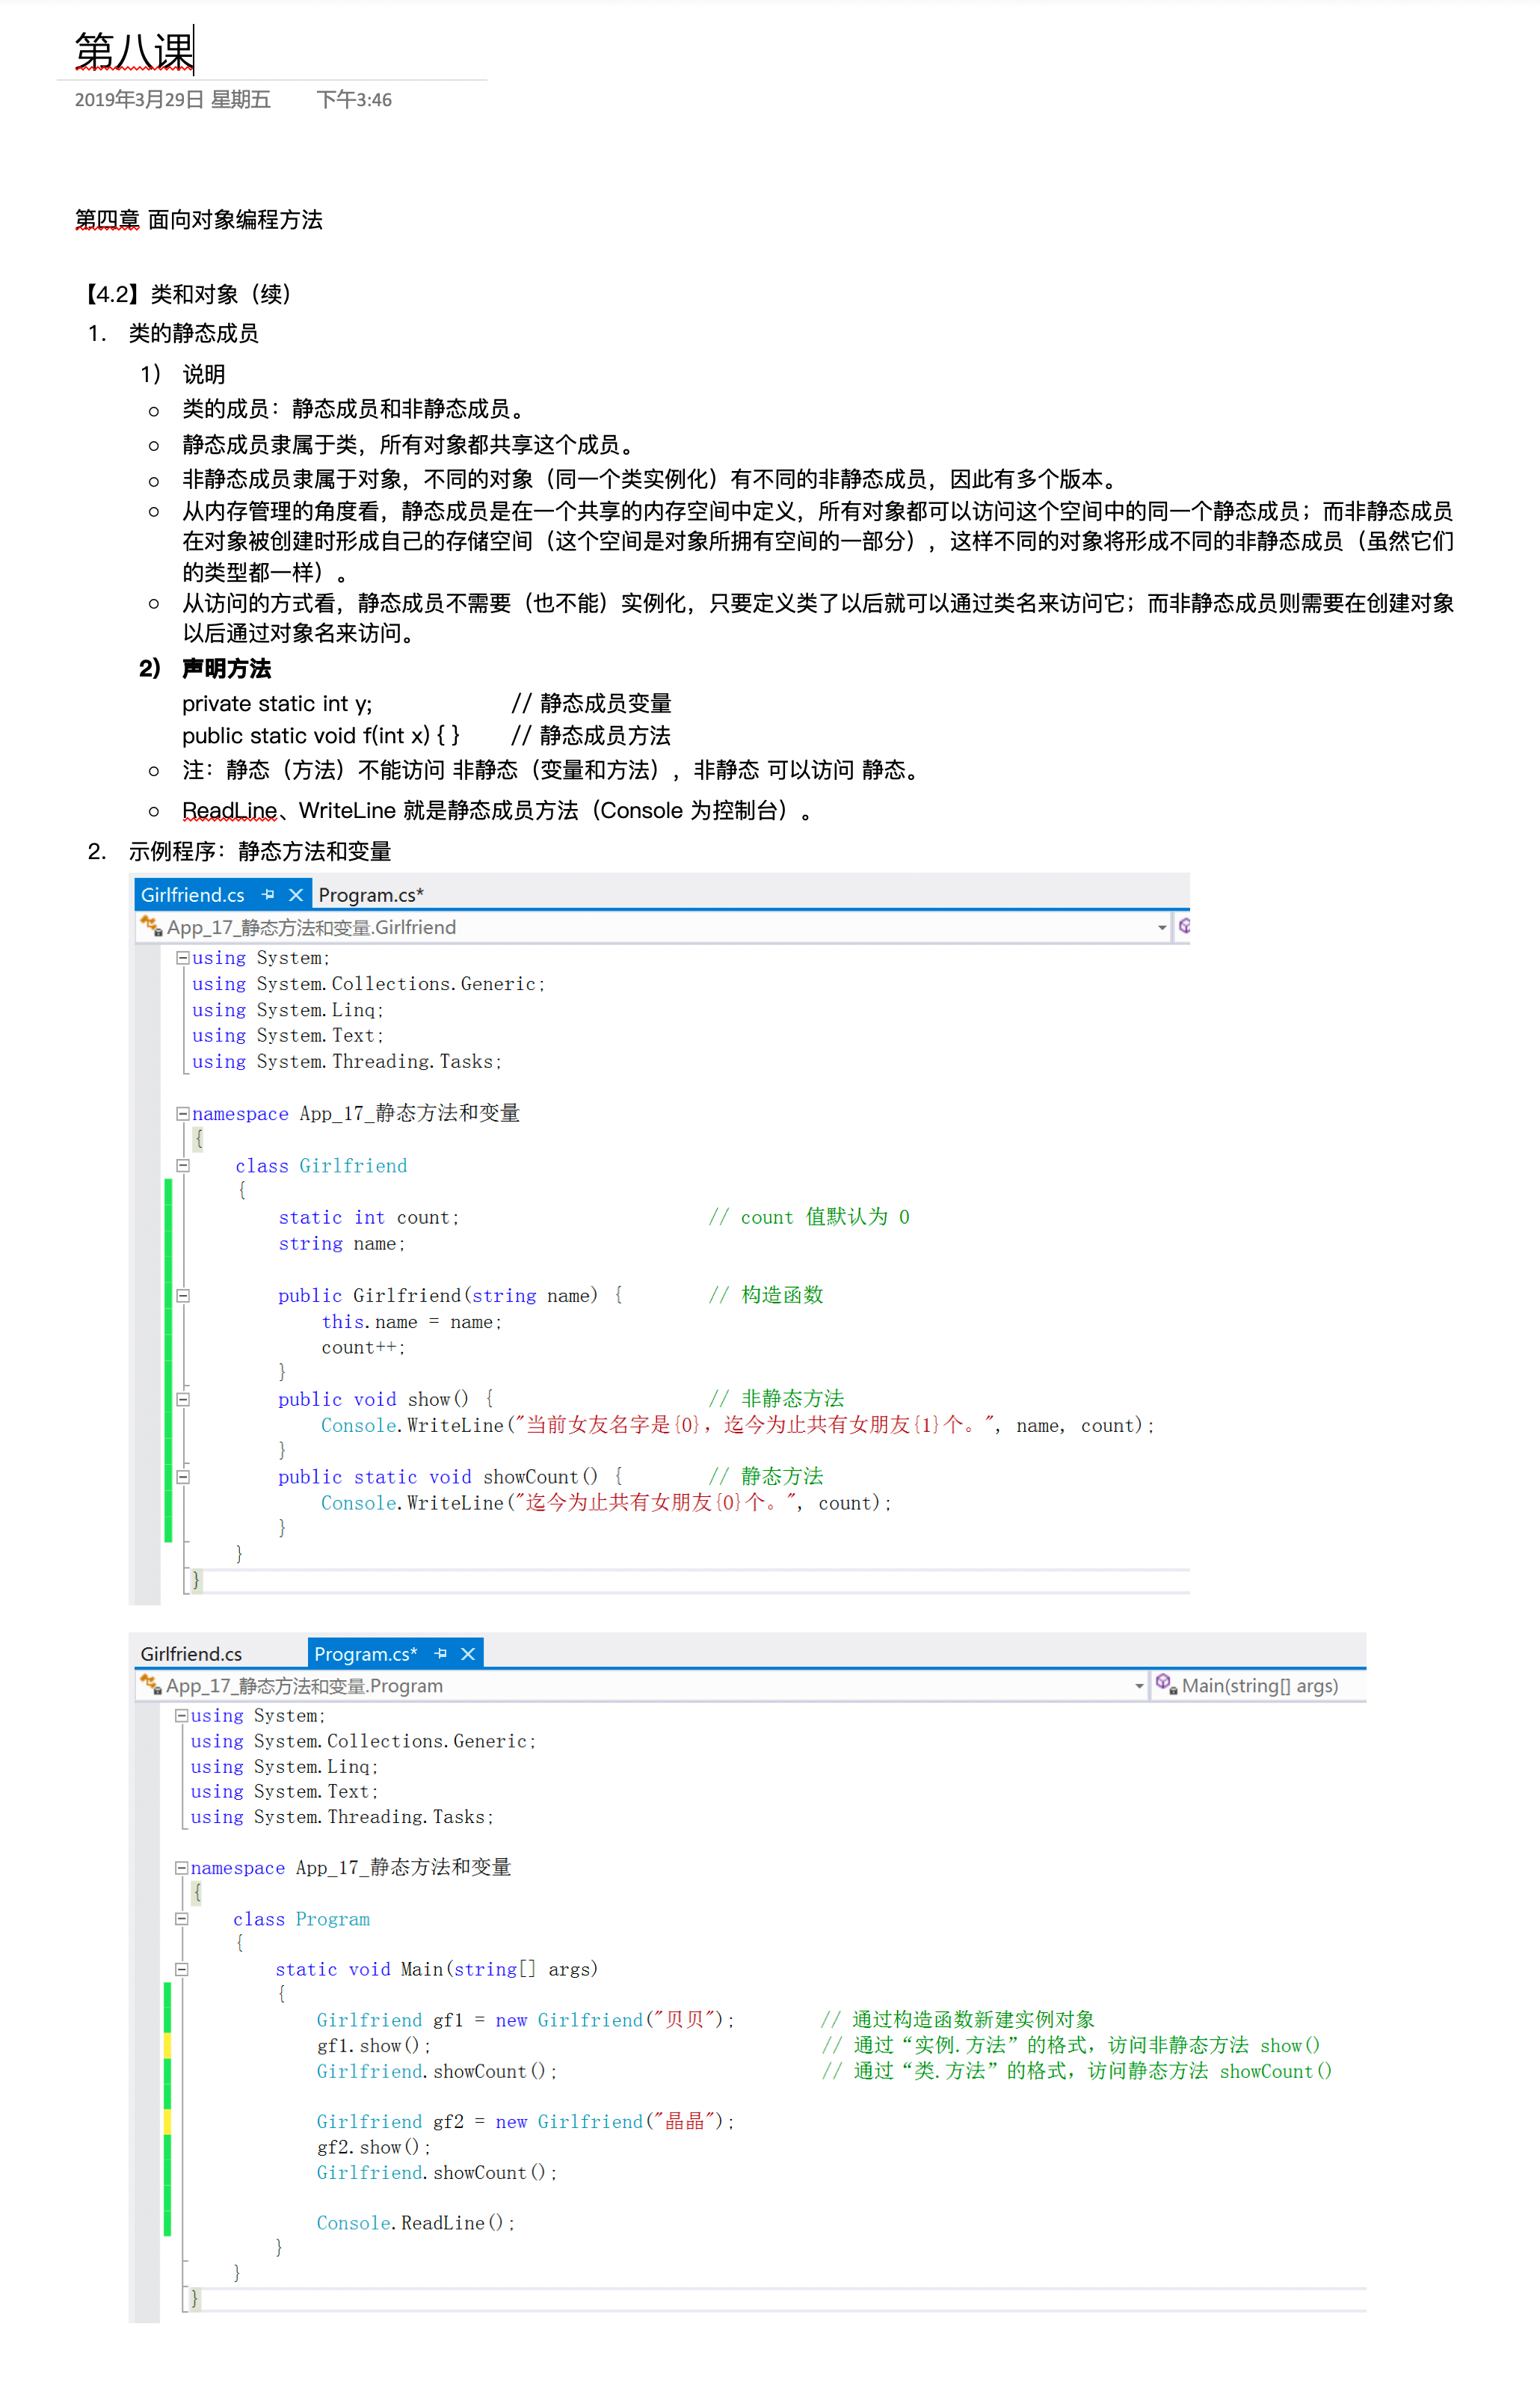 第八课
2019年3月29日 星期五 下午3:46
第四章 面向对象编程方法
【4.2】类和对象（续）
1. 类的静态成员
1） 说明
○ 类的成员：静态成员和非静态成员。
○ 静态成员隶属于类，所有对象都共享这个成员。
○ 非静态成员隶属于对象，不同的对象（同一个类实例化）有不同的非静态成员，因此有多个版本。
○ 从内存管理的角度看，静态成员是在一个共享的内存空间中定义，所有对象都可以访问这个空间中的同一个静态成员；而非静态成员
在对象被创建时形成自己的存储空间（这个空间是对象所拥有空间的一部分），这样不同的对象将形成不同的非静态成员（虽然它们
的类型都一样）。
○ 从访问的方式看，静态成员不需要（也不能）实例化，只要定义类了以后就可以通过类名来访问它；而非静态成员则需要在创建对象
以后通过对象名来访问。
2） 声明方法
private static int y; // 静态成员变量
public static void f(int x) { } // 静态成员方法
○ 注：静态（方法）不能访问 非静态（变量和方法），非静态 可以访问 静态。
○ ReadLine、WriteLine 就是静态成员方法（Console 为控制台）。
2. 示例程序：静态方法和变量
Girlfriend.cs Program.cs*
App_17_静态方法和变量.Girlfriend
using System;
using System.Collections.Generic;
using System.Linq;
using System.Text;
using System.Threading.Tasks;
namespace App_17_静态方法和变量
{
class Girlfriend
{
static int count; // count 值默认为 0
string name;
public Girlfriend(string name) { // 构造函数
this.name = name;
count++;
}
public void show() { // 非静态方法
Console.WriteLine("当前女友名字是{0}，迄今为止共有女朋友{1}个。", name, count);
}
public static void showCount() { // 静态方法
Console.WriteLine("迄今为止共有女朋友{0}个。", count);
}
}
}
Girlfriend.cs Program.cs*
App_17_静态方法和变量.Program Main(string[] args)
using System;
using System.Collections.Generic;
using System.Linq;
using System.Text;
using System.Threading.Tasks;
namespace App_17_静态方法和变量
{
class Program
{
static void Main(string[] args)
{
Girlfriend gf1 = new Girlfriend("贝贝"); // 通过构造函数新建实例对象
gf1.show(); // 通过“实例.方法”的格式，访问非静态方法 show()
Girlfriend.showCount(); // 通过“类.方法”的格式，访问静态方法 showCount()
Girlfriend gf2 = new Girlfriend("晶晶");
gf2.show();
Girlfriend.showCount();
Console.ReadLine();
}
}
}